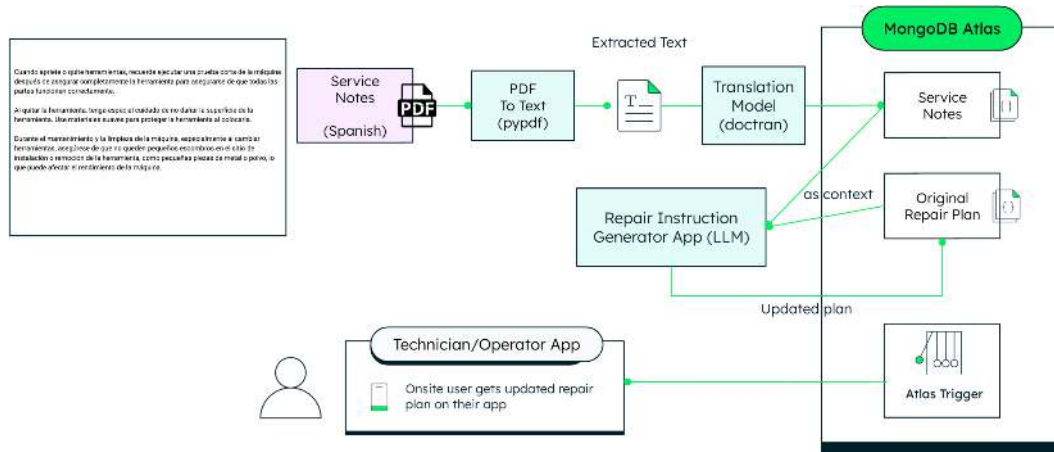 MongoDB Atlas
Cuando apriete o quite herramientas, recuerde ejecutar una prueba corta de la máquina
después de asegurar completamente la herramienta para asegurarse de que todas las
partes funcionen correctamente.
Al quitar la herramienta, tenga especial cuidado de no dañar la superficie de la
herramienta. Use materiales suaves para proteger la herramienta al colocarla.
Durante el mantenimiento y la limpieza de la máquina, especialmente al cambiar
herramientas, asegúrese de que no queden pequeños escombros en el sitio de
instalación o remoción de la herramienta, como pequeñas piezas de metal o polvo, lo
que puede afectar el rendimiento de la máquina.
Service
Notes
(Spanish)
PDF
PDF
To Text
(pypdf)
Extracted Text
T
Translation
Model
(doctran)
Service
Notes
{ }
as context
Original
Repair Plan
{ }
Repair Instruction
Generator App (LLM)
Updated plan
Technician/Operator App
Onsite user gets updated repair
plan on their app
Atlas Trigger